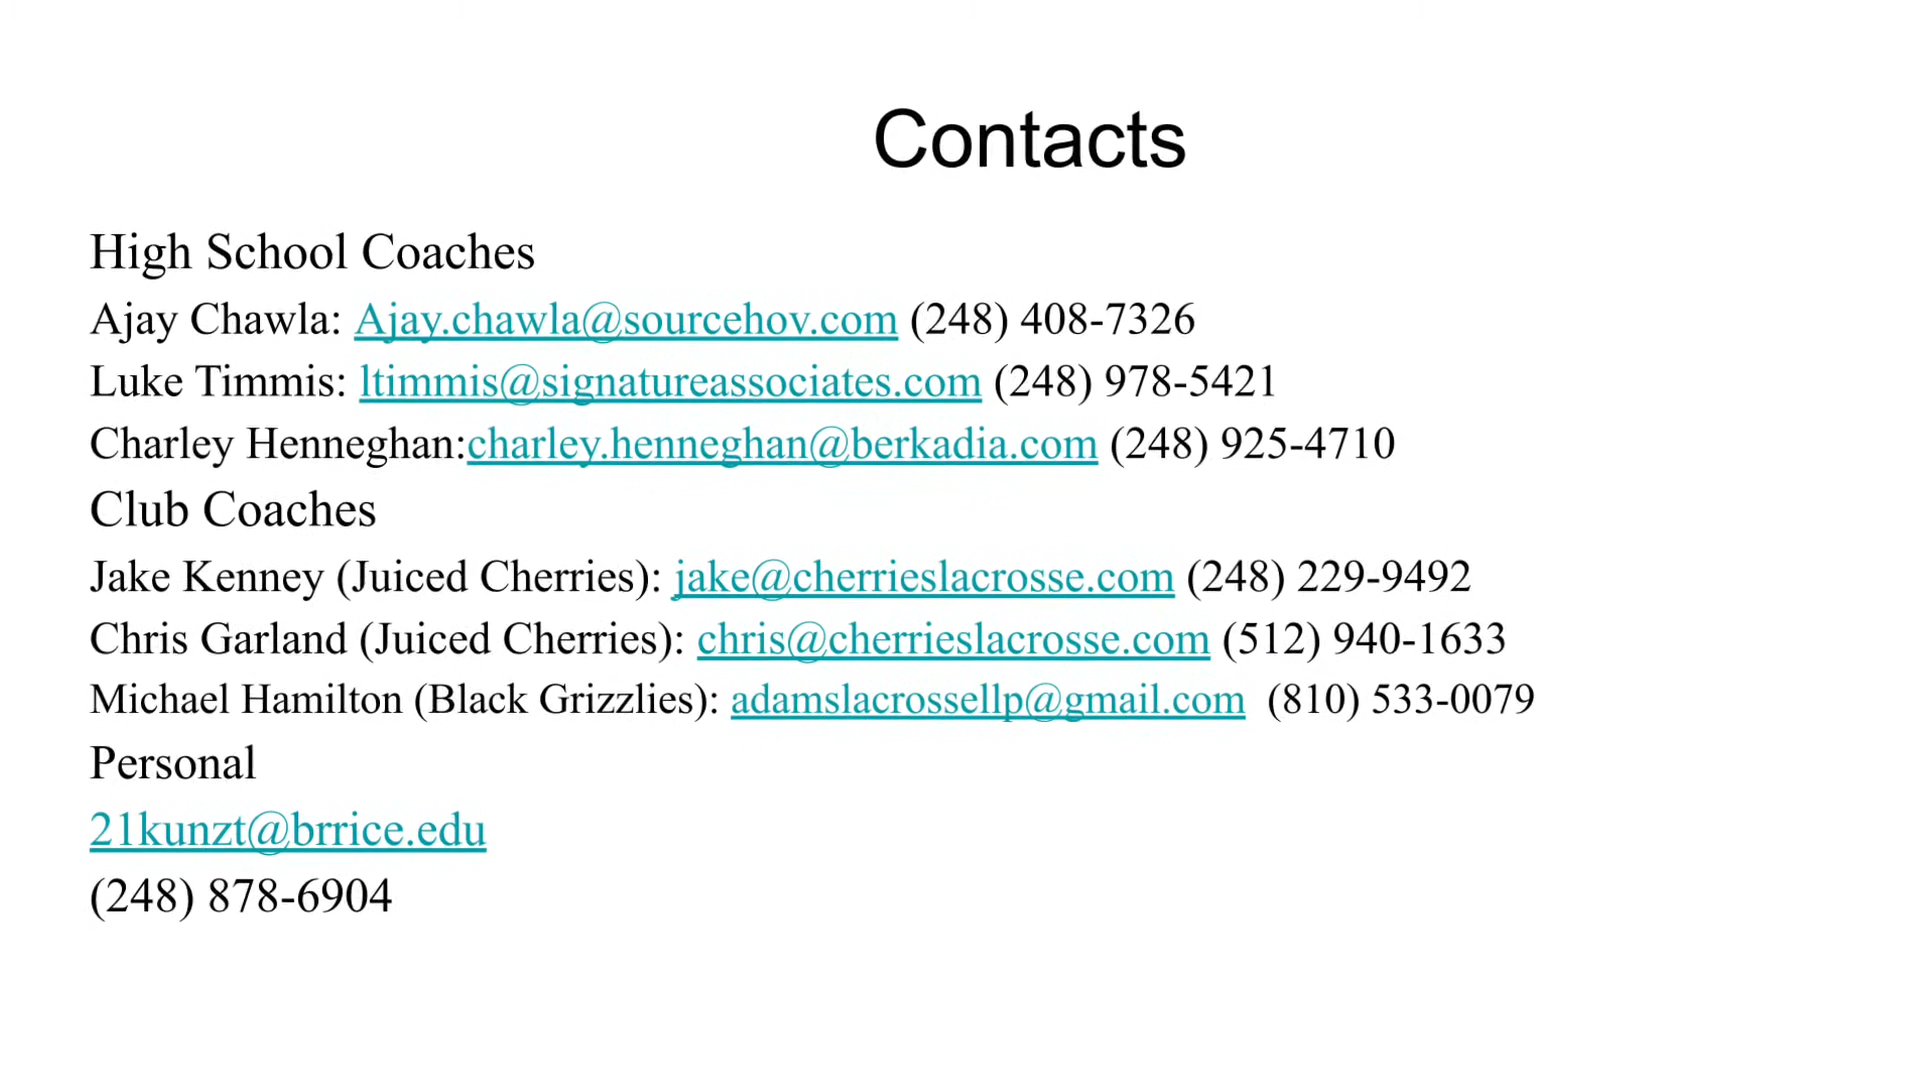 Contacts
High School Coaches
Ajay Chawla: Ajay.chawla@sourcehov.com (248) 408-7326
Luke Timmis: ltimmis@signatureassociates.com (248) 978-5421
Charley Henneghan:charley.henneghan@berkadia.com (248) 925-4710
Club Coaches
Jake Kenney (Juiced Cherries): jake@cherrieslacrosse.com (248) 229-9492
Chris Garland (Juiced Cherries): chris@cherrieslacrosse.com (512) 940-1633
Michael Hamilton (Black Grizzlies): adamslacrossellp@gmail.com  (810) 533-0079
Personal
21kunzt@brrice.edu
(248) 878-6904